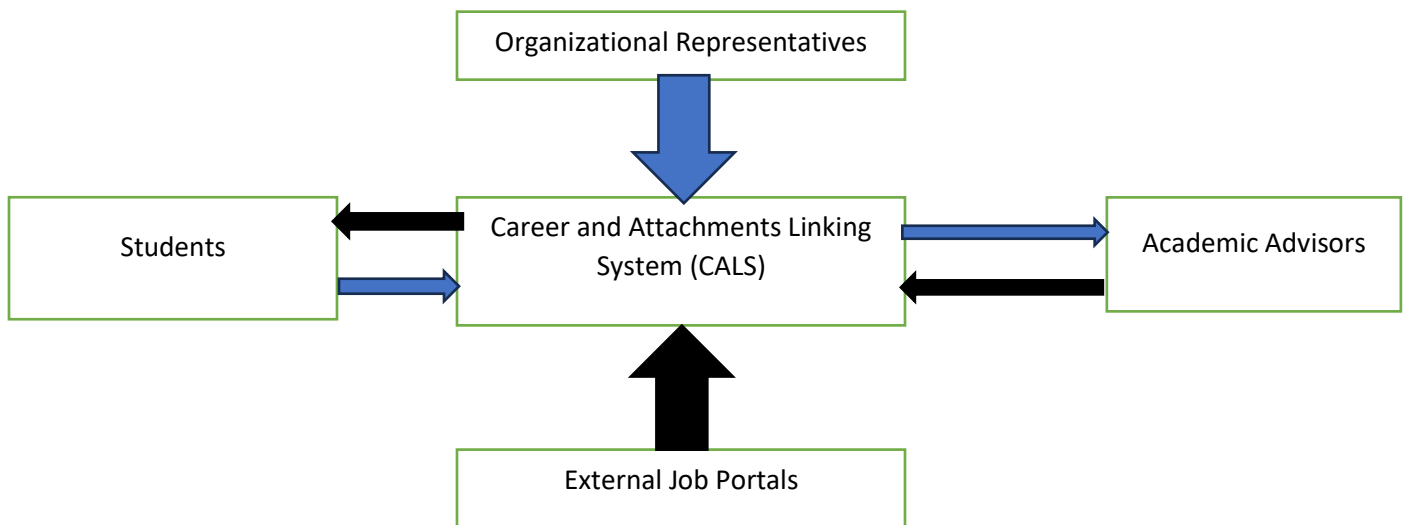 Organizational Representatives
Students
Career and Attachments Linking
System (CALS)
Academic Advisors
External Job Portals